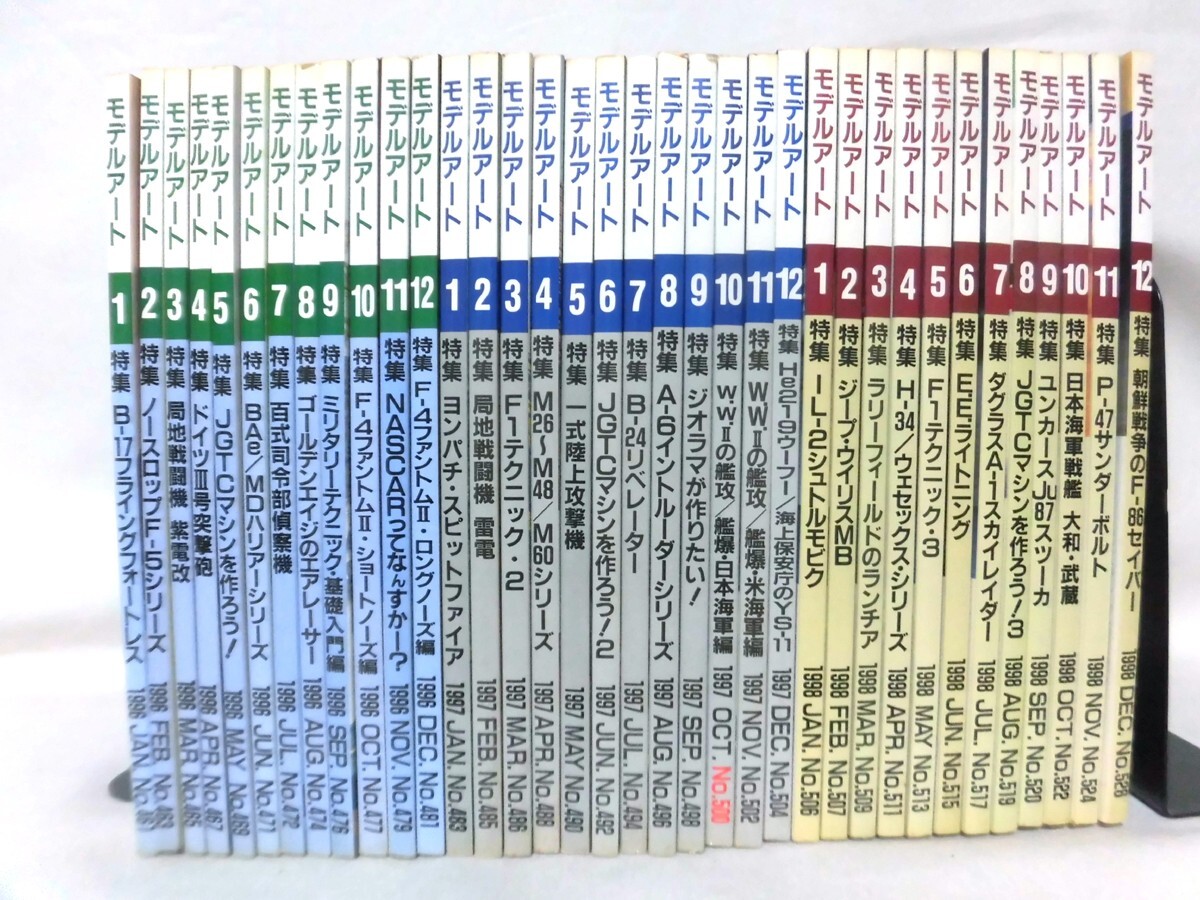 モデルアート 1 特集 B-17フライングフォートレス 1996 JAN.
モデルアート 2 特集 ノースロップF-5シリーズ 1996 FEB. No.463
モデルアート 3 特集 局地戦闘機 紫電改 1996 MAR. No.465
モデルアート 4 特集 ドイツIII号突撃砲 1996 APR. No.467
モデルアート 5 特集 JGTCマシンを作ろう! 1996 MAY No.469
モデルアート 6 特集 BAe/MDハリアーシリーズ 1996 JUN. No.471
モデルアート 7 特集 百式司令部偵察機 1996 JUL. No.472
モデルアート 8 特集 ゴールデンエイジのエアレーサー 1996 AUG. No.474
モデルアート 9 特集 ミリタリーテクニック・基礎入門編 1996 SEP. No.476
モデルアート 10 特集 F-4ファントムII・ショートノーズ編 1996 OCT. No.477
モデルアート 11 特集 NASCARってなんすかー? 1996 NOV. No.479
モデルアート 12 特集 F-4ファントムII・ロングノーズ編 1996 DEC. No.481
モデルアート 1 特集 ヨンパチ・スピットファイア 1997 JAN. No.483
モデルアート 2 特集 局地戦闘機 雷電 1997 FEB. No.485
モデルアート 3 特集 F1テクニック・2 1997 MAR. No.486
モデルアート 4 特集 M26〜M48/M60シリーズ 1997 APR. No.488
モデルアート 5 特集 一式陸上攻撃機 1997 MAY No.490
モデルアート 6 特集 JGTCマシンを作ろう!2 1997 JUN. No.492
モデルアート 7 特集 B-24リベレーター 1997 JUL. No.494
モデルアート 8 特集 A-6イントルーダーシリーズ 1997 AUG. No.496
モデルアート 9 特集 ジオラマが作りたい! 1997 SEP. No.498
モデルアート 10 特集 W.W.IIの艦攻/艦爆・日本海軍編 1997 OCT. No.500
モデルアート 11 特集 W.W.IIの艦攻/艦爆・米海軍編 1997 NOV. No.502
モデルアート 12 特集 He219ウーフー/海上保安庁のYS-11 1997 DEC. No.504
モデルアート 1 特集 IL-2シュトルモビク 1998 JAN. No.506
モデルアート 2 特集 ジープ・ウイリスMB 1998 FEB. No.507
モデルアート 3 特集 ラリーフィールドのランチア 1998 MAR. No.509
モデルアート 4 特集 H-34/ウェセックス・シリーズ 1998 APR. No.511
モデルアート 5 特集 F1テクニック・3 1998 MAY No.513
モデルアート 6 特集 E.E.ライトニング 1998 JUN. No.515
モデルアート 7 特集 ダグラスA-1スカイレイダー 1998 JUL. No.517
モデルアート 8 特集 JGTCマシンを作ろう!3 1998 AUG. No.519
モデルアート 9 特集 ユンカースJu87スツーカ 1998 SEP. No.520
モデルアート 10 特集 日本海軍戦艦 大和・武蔵 1998 OCT. No.522
モデルアート 11 特集 P-47サンダーボルト 1998 NOV. No.524
モデルアート 12 特集 朝鮮戦争のF-86セイバー 1998 DEC. No.526